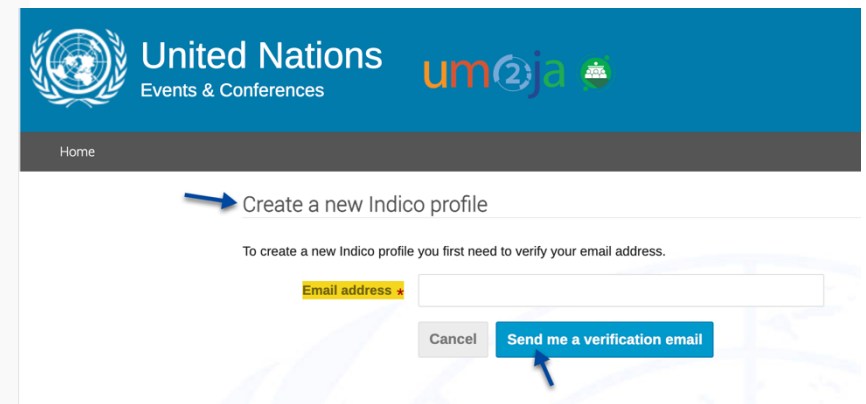 United Nations
Events & Conferences
um2ja
Home
Create a new Indico profile
To create a new Indico profile you first need to verify your email address.
Email address *
Cancel Send me a verification email